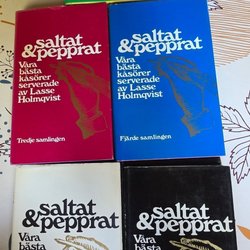 saltat
&pepprat
Våra
bästa
kåsörer
serverade
av Lasse
Holmqvist
Tredje samlingen
saltat
&pepprat
Våra
bästa
kåsörer
serverade
av Lasse
Holmqvist
Fjärde samlingen
saltat
&pepprat
Våra
bästa
saltat
&pepprat
Våra
bästa